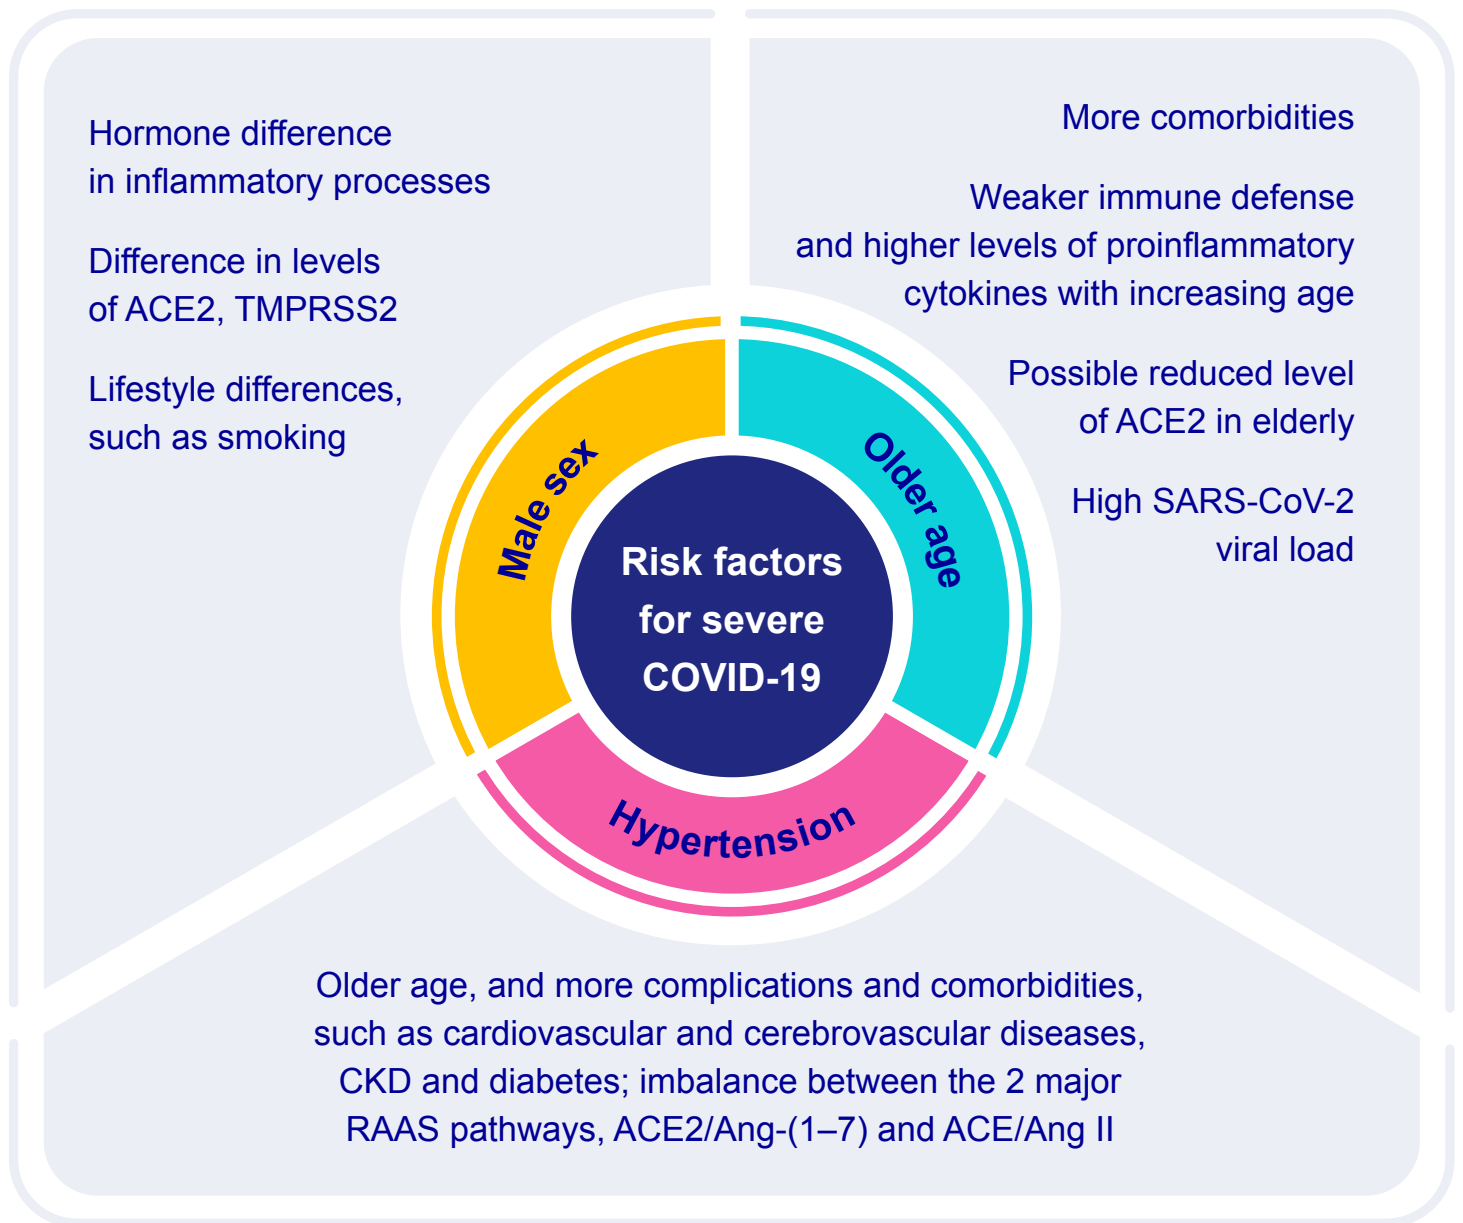 Hormone difference
in inflammatory processes
Difference in levels
of ACE2, TMPRSS2
Lifestyle differences,
such as smoking
More comorbidities
Weaker immune defense
and higher levels of proinflammatory
cytokines with increasing age
Possible reduced level
of ACE2 in elderly
High SARS-CoV-2
viral load
Male sex
Older age
Risk factors
for severe
COVID-19
Hypertension
Older age, and more complications and comorbidities,
such as cardiovascular and cerebrovascular diseases,
CKD and diabetes; imbalance between the 2 major
RAAS pathways, ACE2/Ang-(1–7) and ACE/Ang II